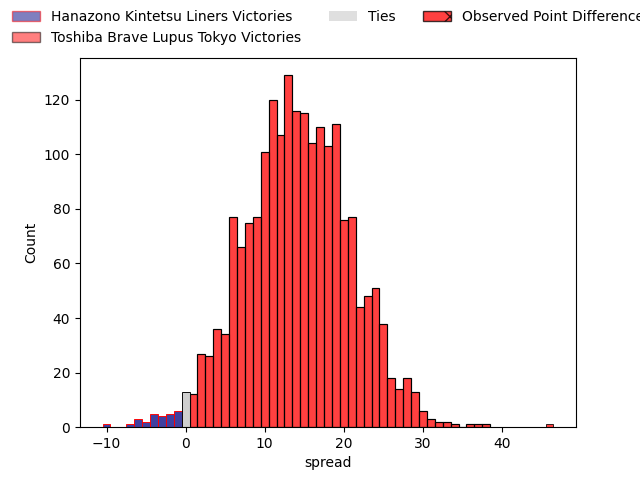 Hanazono Kintetsu Liners Victories
Ties
Observed Point Difference
Toshiba Brave Lupus Tokyo Victories
120
100
80
60
40
20
0
Count
−10 0 10 20 30 40
spread